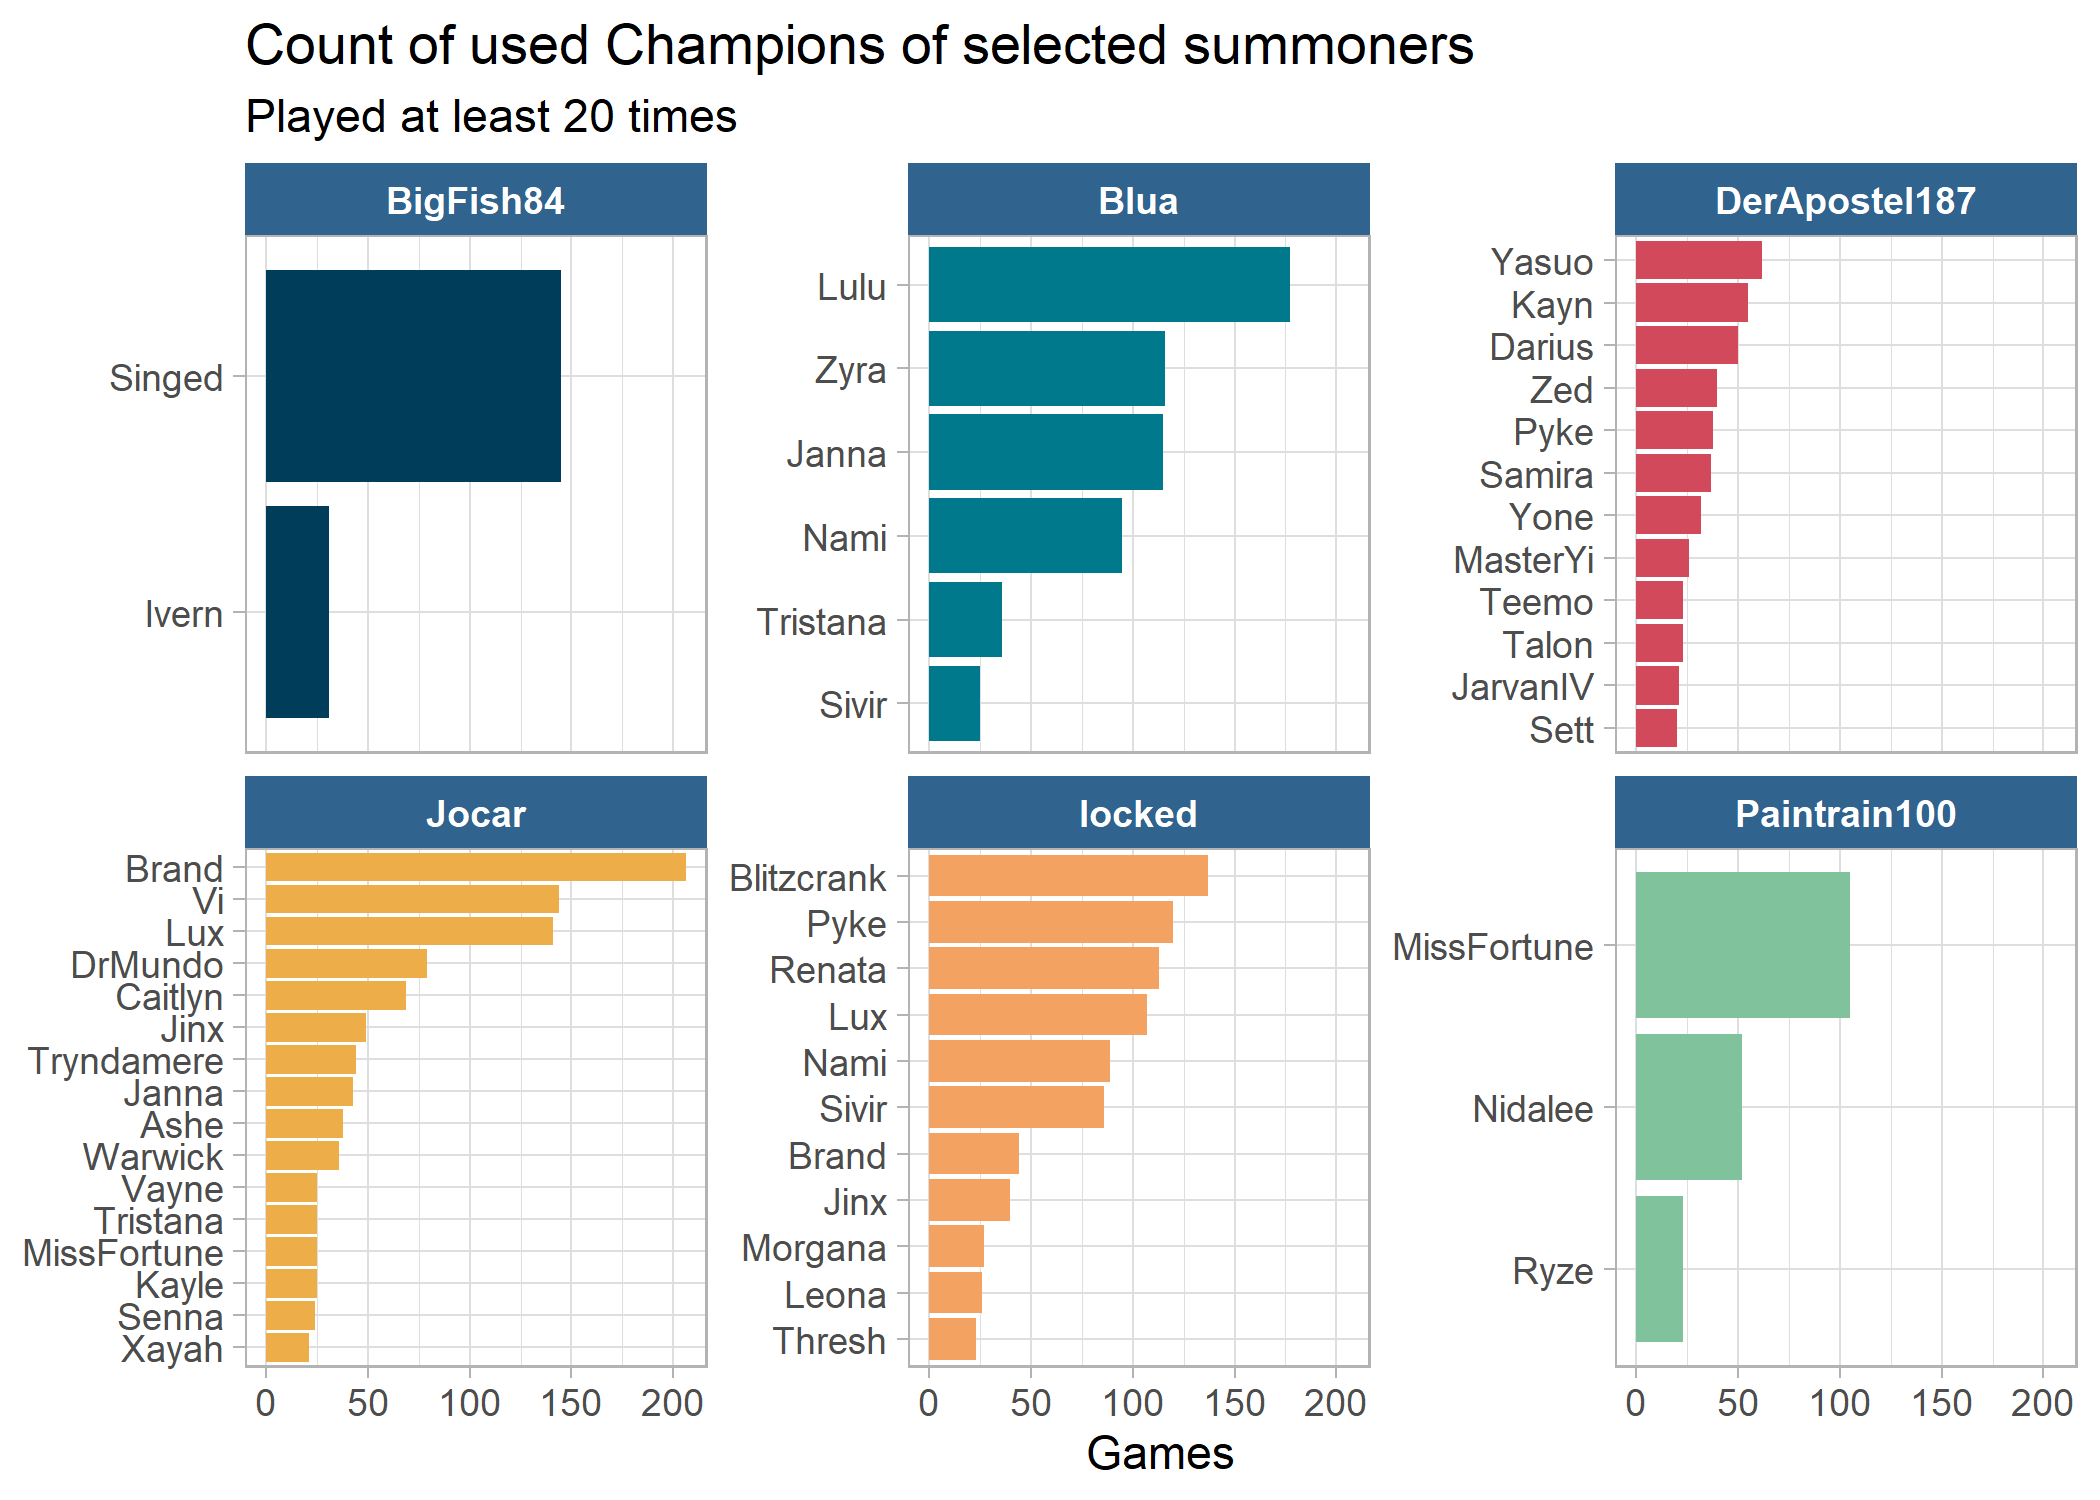 Count of used Champions of selected summoners
Played at least 20 times
BigFish84
Singed
Ivern
Blua
Lulu
Zyra
Janna
Nami
Tristana
Sivir
DerApostel187
Yasuo
Kayn
Darius
Zed
Pyke
Samira
Yone
MasterYi
Teemo
Talon
JarvanIV
Sett
Jocar
Brand
Vi
Lux
DrMundo
Caitlyn
Jinx
Tryndamere
Janna
Ashe
Warwick
Vayne
Tristana
MissFortune
Kayle
Senna
Xayah
0 50 100 150 200
locked
Blitzcrank
Pyke
Renata
Lux
Nami
Sivir
Brand
Jinx
Morgana
Leona
Thresh
0 50 100 150 200
Paintrain100
MissFortune
Nidalee
Ryze
0 50 100 150 200
Games